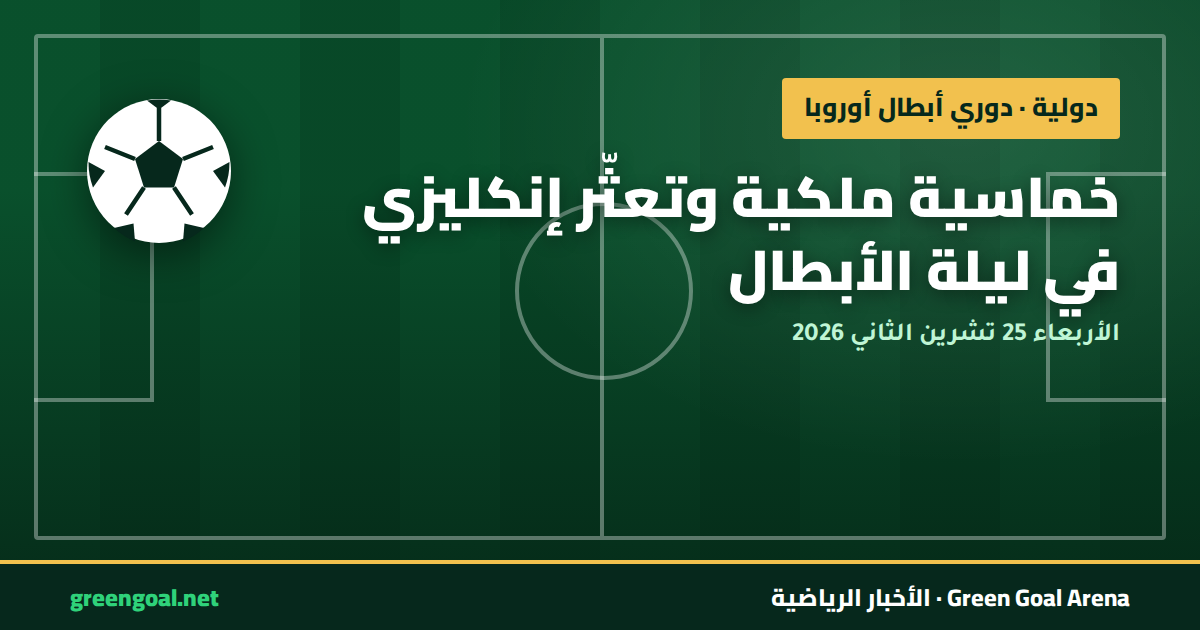 دولية · دوري أبطال أوروبا
خماسية ملكية وتعثّر إنكليزي
في ليلة الأبطال
الأربعاء 25 تشرين الثاني 2026
Green Goal Arena · الأخبار الرياضية
greengoal.net